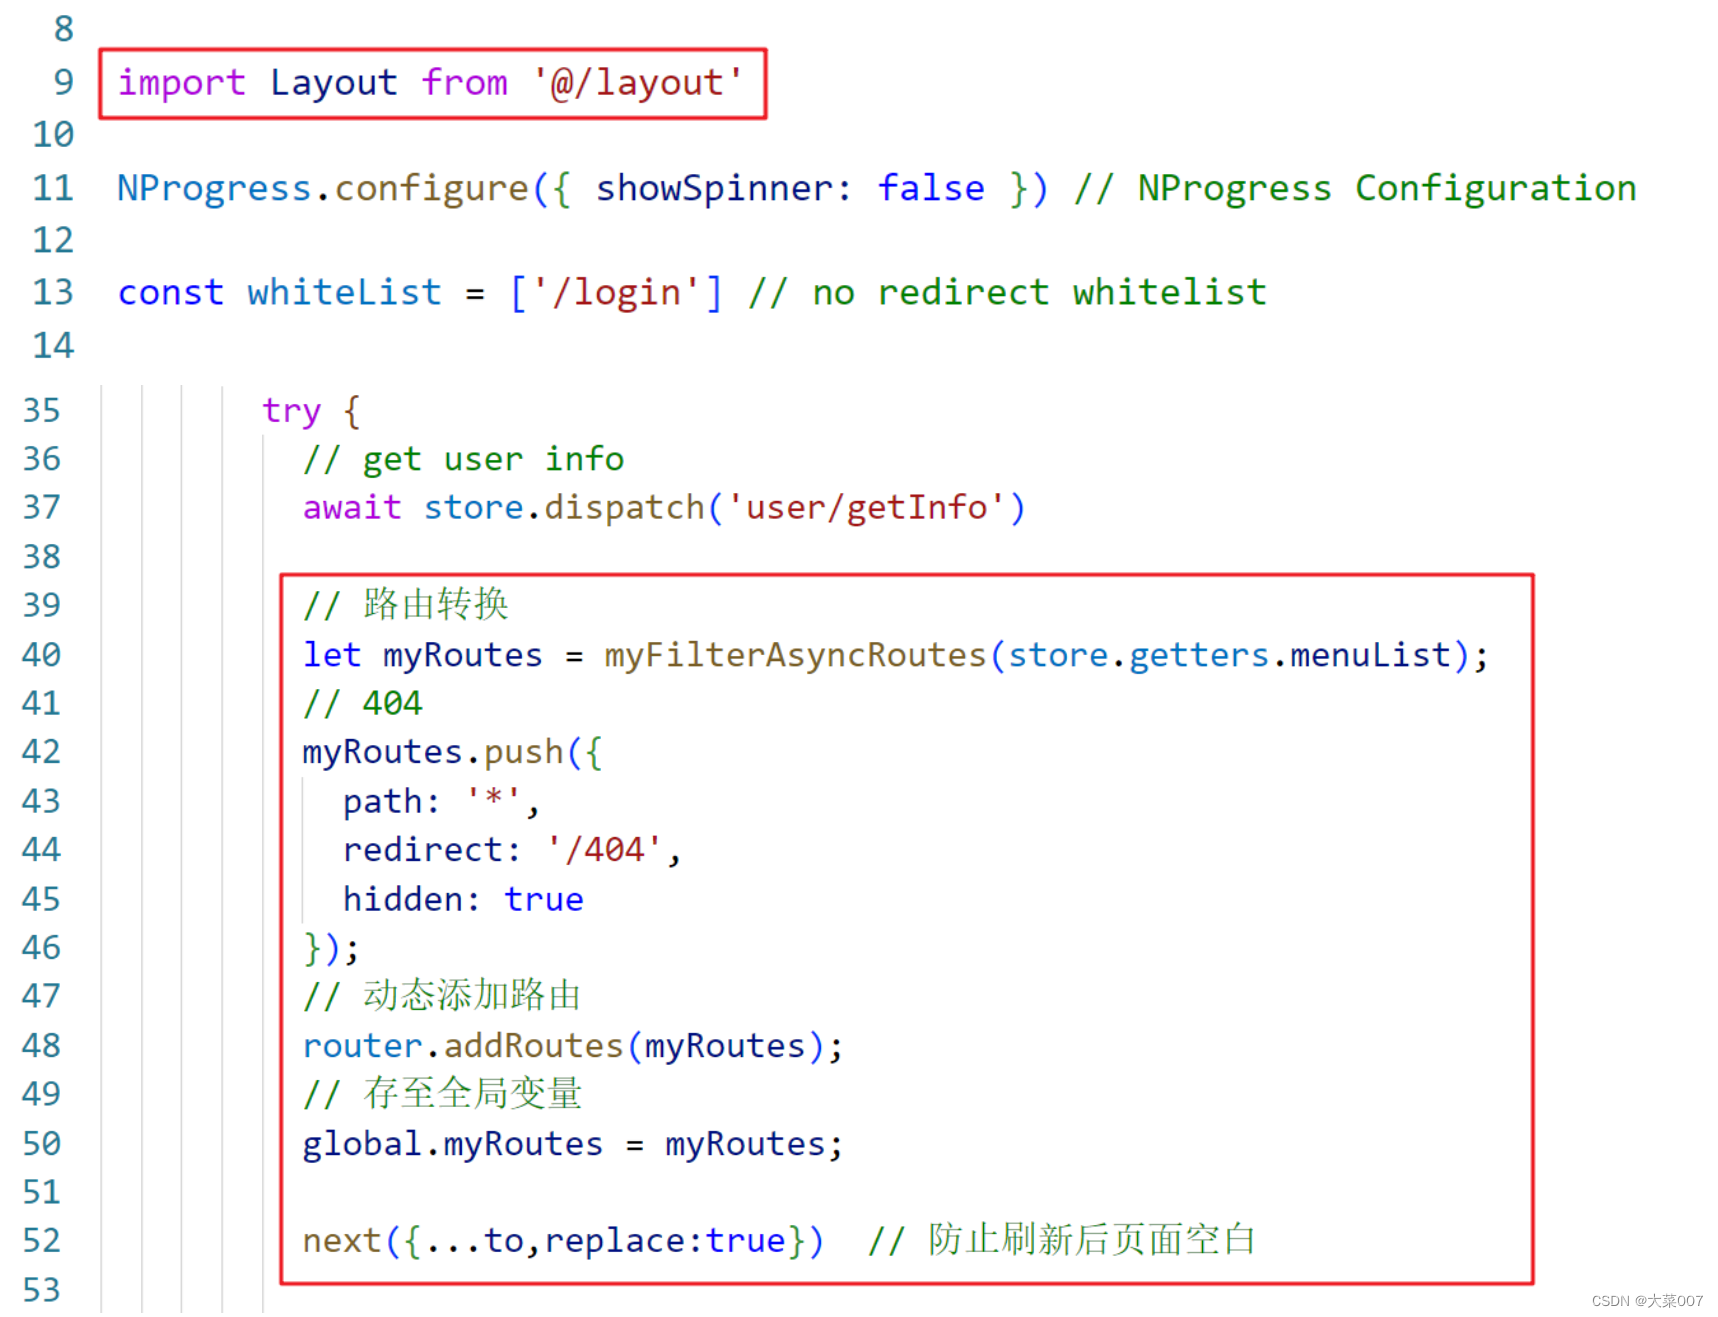 8
9 import Layout from '@/layout'
10
11 NProgress.configure({ showSpinner: false }) // NProgress Configuration
12
13 const whiteList = ['/login'] // no redirect whitelist
14
35 try {
36 // get user info
37 await store.dispatch('user/getInfo')
38
39 // 路由转换
40 let myRoutes = myFilterAsyncRoutes(store.getters.menuList);
41 // 404
42 myRoutes.push({
43 path: '*',
44 redirect: '/404',
45 hidden: true
46 });
47 // 动态添加路由
48 router.addRoutes(myRoutes);
49 // 存至全局变量
50 global.myRoutes = myRoutes;
51
52 next({...to,replace:true}) // 防止刷新后页面空白
53
CSDN @大菜007